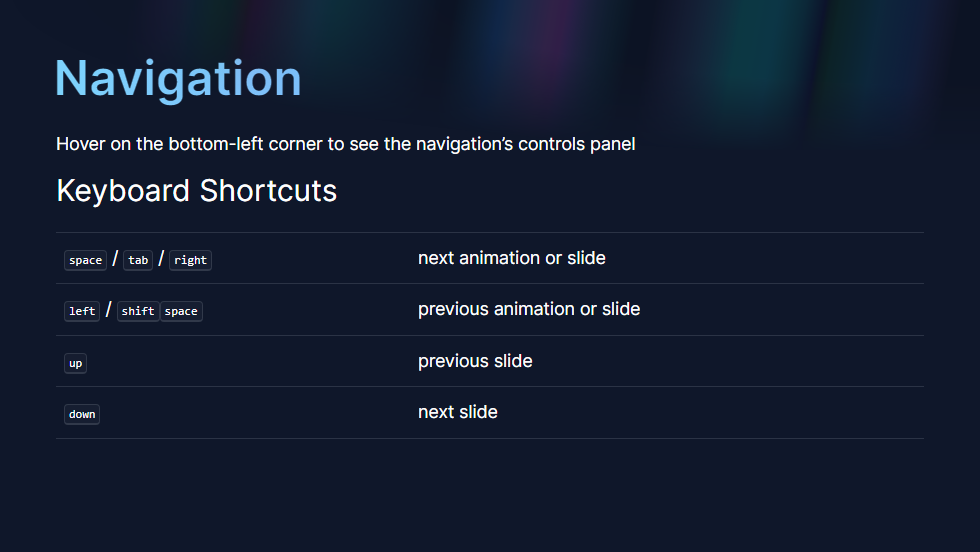 Navigation
Hover on the bottom-left corner to see the navigation’s controls panel
Keyboard Shortcuts
space / tab / right next animation or slide
left / shift space previous animation or slide
up previous slide
down next slide